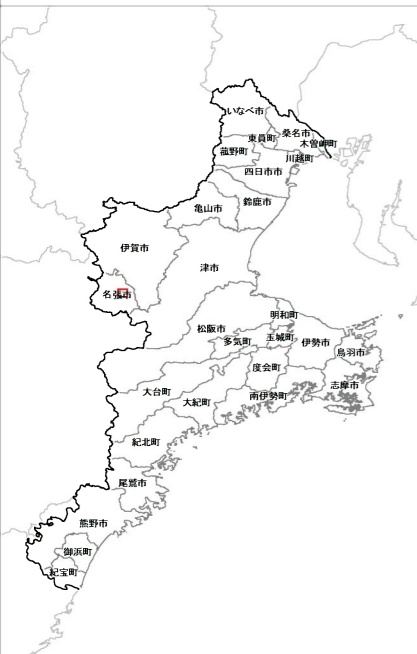 いなべ市
桑名市
東員町
木曽岬町
菰野町
川越町
四日市市
亀山市
鈴鹿市
伊賀市
津市
名張市
明和町
松阪市
多気町
玉城町
伊勢市
鳥羽市
度会町
志摩市
大台町
大紀町
南伊勢町
紀北町
尾鷲市
熊野市
御浜町
紀宝町